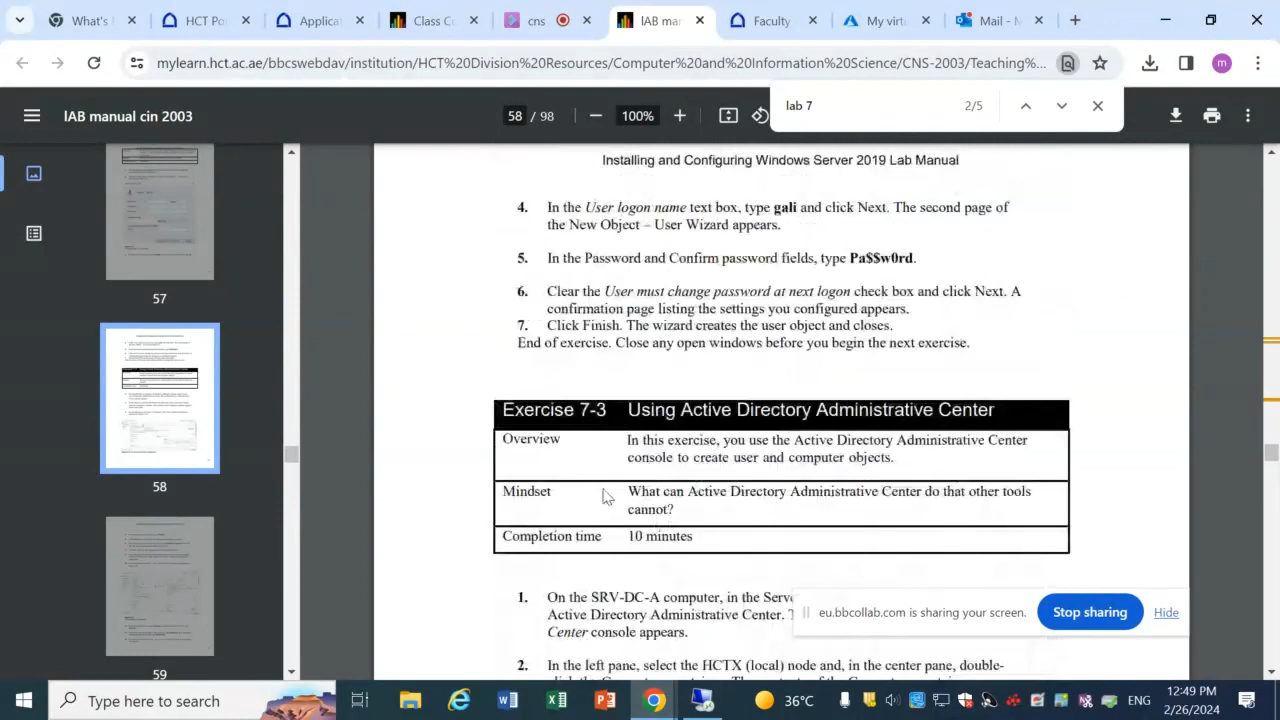 What's
HCT Po
Applicat
Class C
cns
IAB mar
Faculty
My virtu
Mail - N
mylearn.hct.ac.ae/bbcswebdav/institution/HCT%20Division%20Resources/Computer%20and%20Information%20Science/CNS-2003/Teaching%...
m
lab 7
2/5
IAB manual cin 2003
58 / 98
100%
57
58
59
Installing and Configuring Windows Server 2019 Lab Manual
4. In the User logon name text box, type gali and click Next. The second page of
the New Object – User Wizard appears.
5. In the Password and Confirm password fields, type Pa$$w0rd.
6. Clear the User must change password at next logon check box and click Next. A
confirmation page listing the settings you configured appears.
7. Click Finish. The wizard creates the user object and closes.
End of exercise. Close any open windows before you begin the next exercise.
Exercise 7-3 Using Active Directory Administrative Center
Overview In this exercise, you use the Active Directory Administrative Center
console to create user and computer objects.
Mindset What can Active Directory Administrative Center do that other tools
cannot?
Completion time 10 minutes
1. On the SRV-DC-A computer, in the Serve
Active Directory Administrative Center. T
Center console appears.
2. In the left pane, select the HCTX (local) node and, in the center pane, double-
eu.bbcollab.com is sharing your screen.
Stop sharing
Hide
Type here to search
36°C
ENG
12:49 PM
2/26/2024